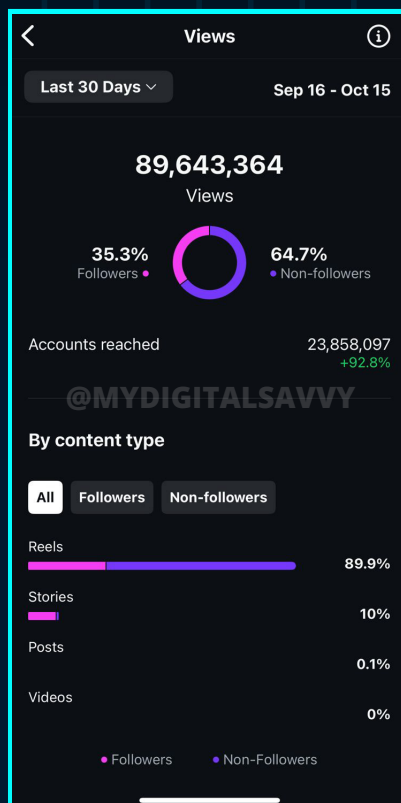 Views
Last 30 Days
Sep 16 - Oct 15
89,643,364
Views
35.3%
Followers
64.7%
Non-followers
Accounts reached
23,858,097
+92.8%
@MYDIGITALSAVVY
By content type
All
Followers
Non-followers
Reels
89.9%
Stories
10%
Posts
0.1%
Videos
0%
Followers
Non-Followers